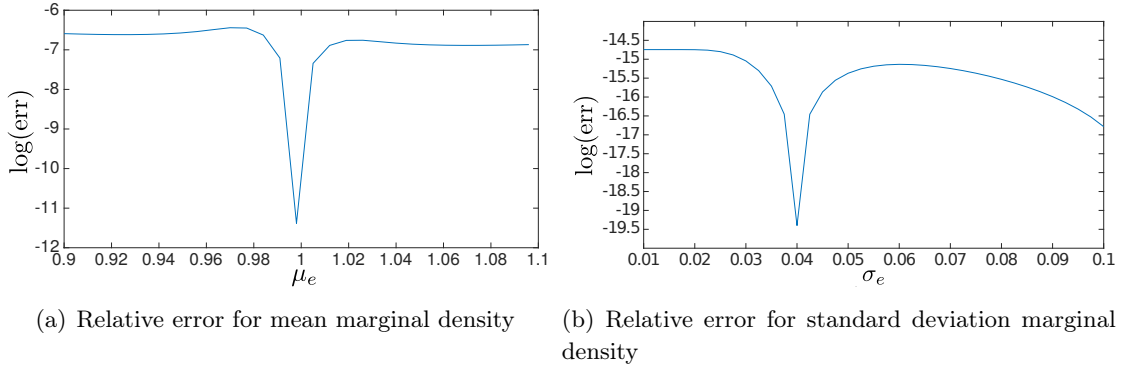 -6
-7
-8
-9
-10
-11
-12
log(err)
0.9 0.92 0.94 0.96 0.98 1 1.02 1.04 1.06 1.08 1.1
μₑ
(a) Relative error for mean marginal density
-14.5
-15
-15.5
-16
-16.5
-17
-17.5
-18
-18.5
-19
-19.5
log(err)
0.01 0.02 0.03 0.04 0.05 0.06 0.07 0.08 0.09 0.1
σₑ
(b) Relative error for standard deviation marginal
density